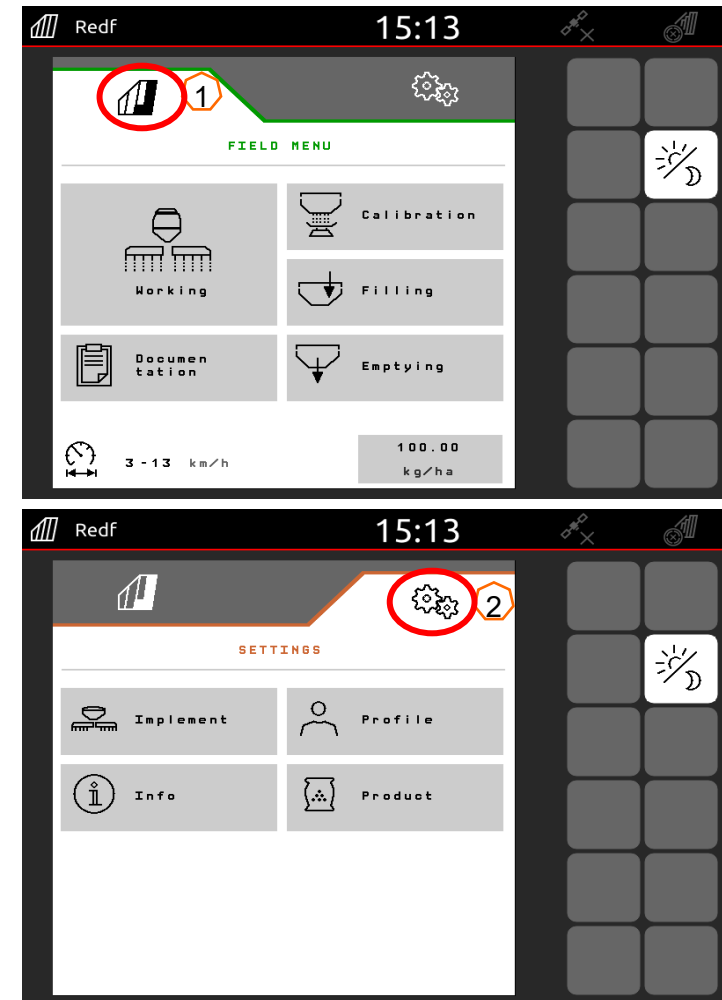 Redf 15:13
1
FIELD MENU
Calibration
Working
Filling
Documen
tation
Emptying
3-13 km/h
100.00
kg/ha
Redf 15:13
2
SETTINGS
Implement
Profile
Info
Product